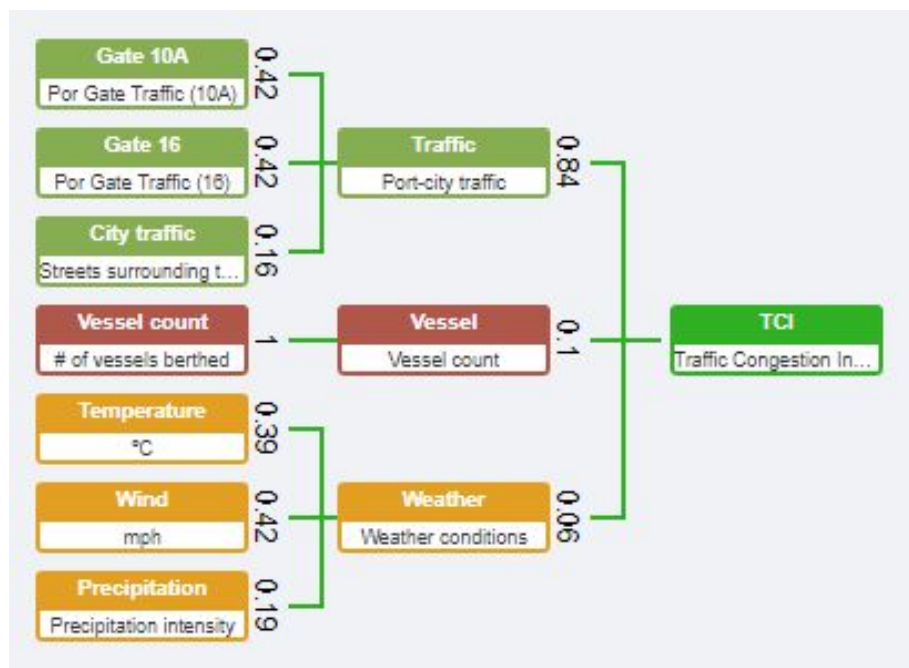 Gate 10A
Por Gate Traffic (10A)
0.42
Gate 16
Por Gate Traffic (16)
0.42
City traffic
Streets surrounding t...
0.16
Traffic
Port-city traffic
0.84
Vessel count
# of vessels berthed
1
Vessel
Vessel count
0.1
TCI
Traffic Congestion In...
Temperature
ºC
0.39
Wind
mph
0.42
Precipitation
Precipitation intensity
0.19
Weather
Weather conditions
0.06